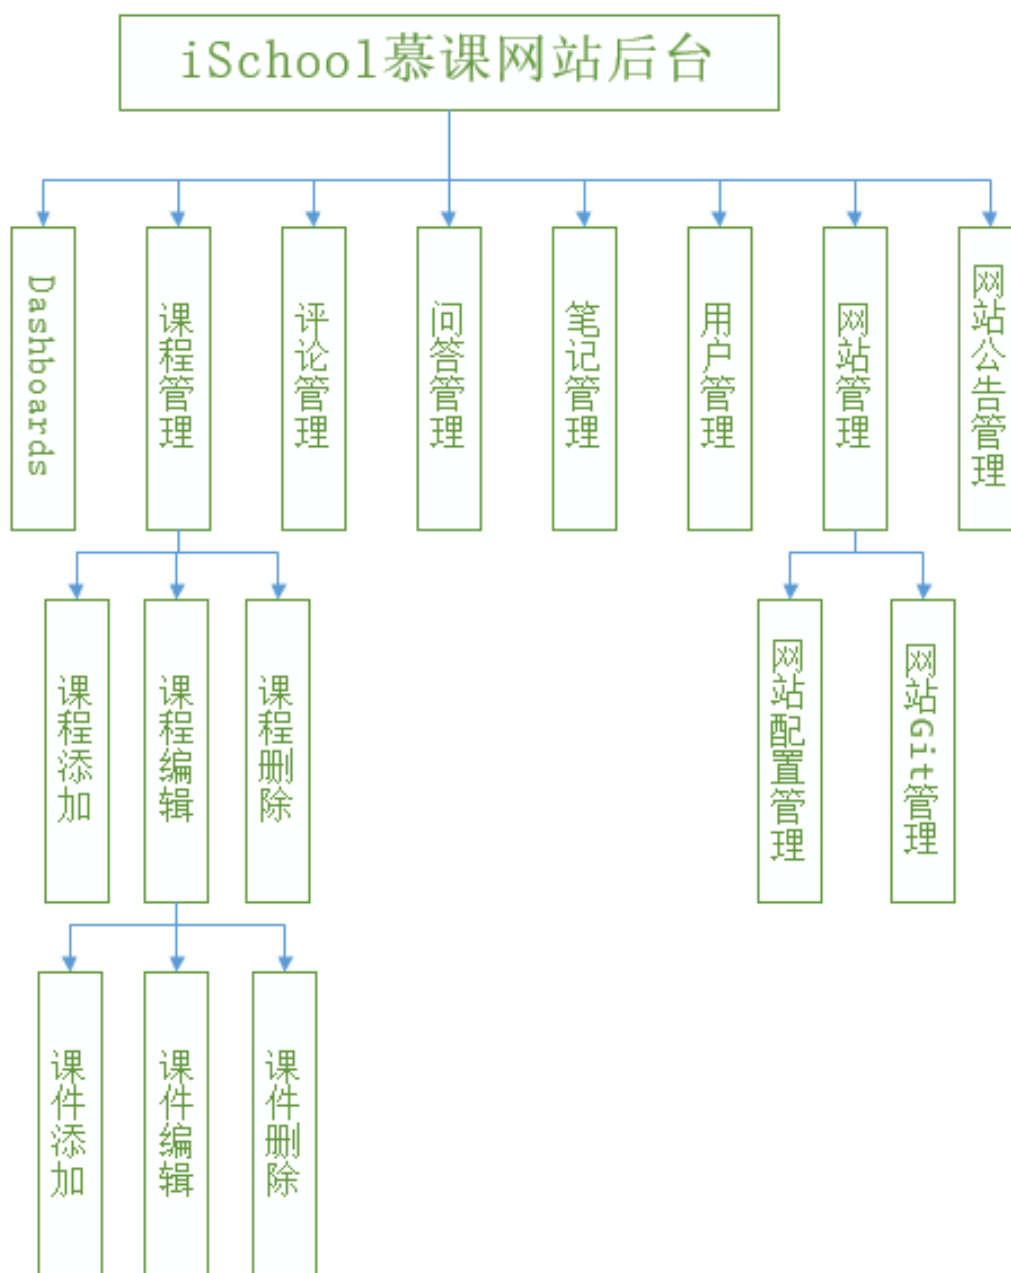 iSchool慕课网站后台
Dashboards
课程管理
评论管理
问答管理
笔记管理
用户管理
网站管理
网站公告管理
课程添加
课程编辑
课程删除
网站配置管理
网站Git管理
课件添加
课件编辑
课件删除